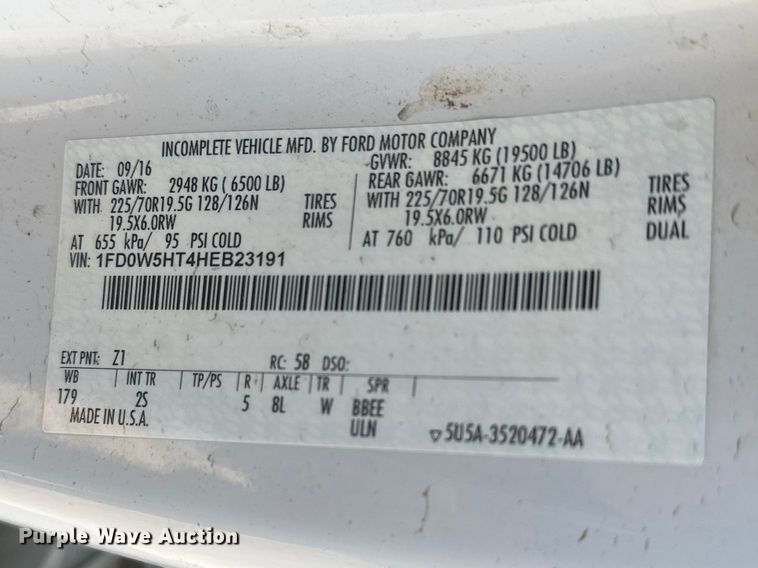 INCOMPLETE VEHICLE MFD. BY FORD MOTOR COMPANY
DATE: 09/16 GVWR: 8845 KG (19500 LB)
FRONT GAWR: 2948 KG ( 6500 LB) REAR GAWR: 6671 KG (14706 LB)
WITH 225/70R19.5G 128/126N TIRES WITH 225/70R19.5G 128/126N TIRES
19.5X6.0RW RIMS 19.5X6.0RW RIMS
AT 655 kPa/ 95 PSI COLD AT 760 kPa/ 110 PSI COLD DUAL
VIN: 1FD0W5HT4HEB23191
EXT PNT: Z1 RC: 58 DSO:
WB INT TR TP/PS R AXLE TR SPR
179 2S 5 8L W BBEE
MADE IN U.S.A. ULN ▽5U5A-3520472-AA
Purple Wave Auction